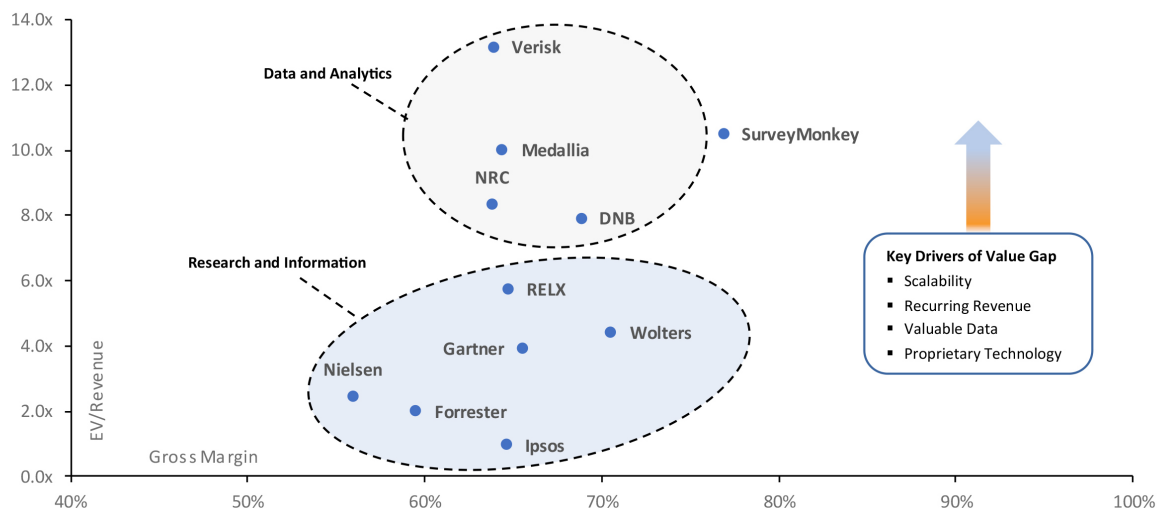 14.0x
12.0x
10.0x
8.0x
6.0x
4.0x
2.0x
0.0x
EV/Revenue
Gross Margin
40%
50%
60%
70%
80%
90%
100%
Data and Analytics
Verisk
SurveyMonkey
Medallia
NRC
DNB
Research and Information
RELX
Wolters
Gartner
Nielsen
Forrester
Ipsos
Key Drivers of Value Gap
▪ Scalability
▪ Recurring Revenue
▪ Valuable Data
▪ Proprietary Technology